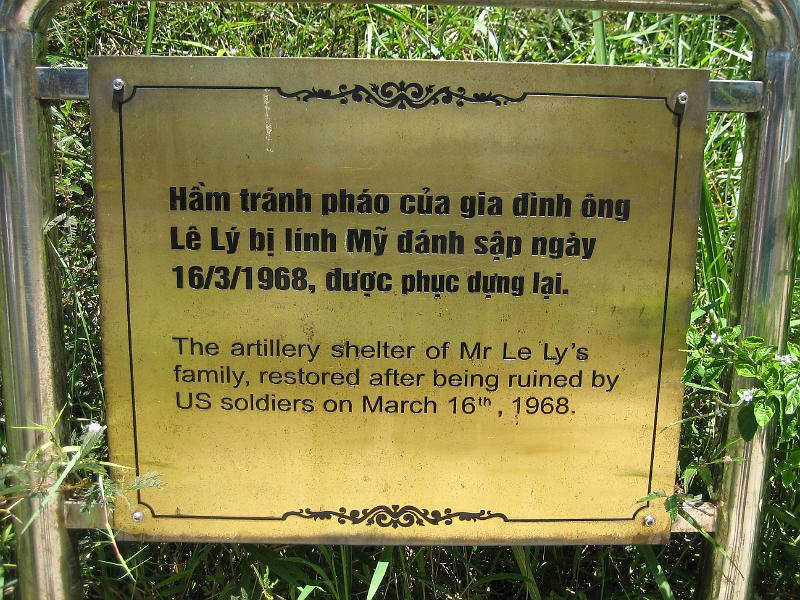 Hầm tránh pháo của gia đình ông
Lê Lý bị lính Mỹ đánh sập ngày
16/3/1968, được phục dựng lại.
The artillery shelter of Mr Le Ly's
family, restored after being ruined by
US soldiers on March 16th, 1968.